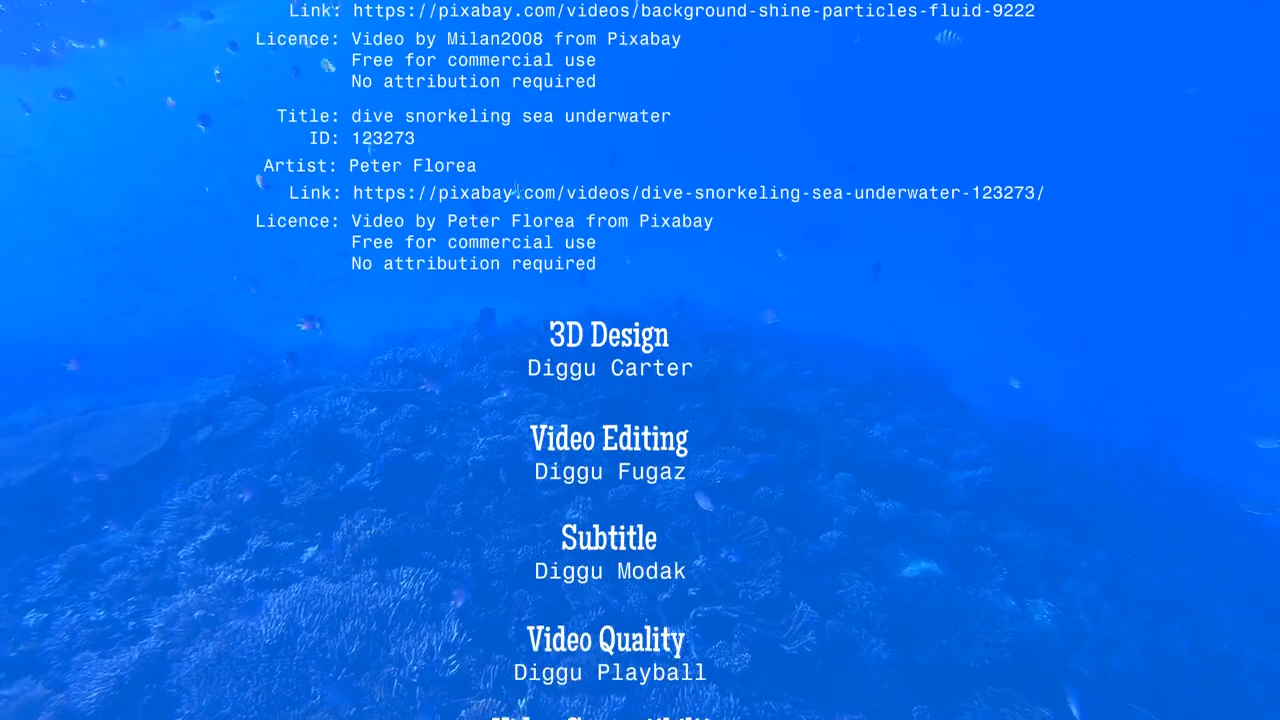 Link: https://pixabay.com/videos/background-shine-particles-fluid-9222
Licence: Video by Milan2008 from Pixabay
Free for commercial use
No attribution required
Title: dive snorkeling sea underwater
ID: 123273
Artist: Peter Florea
Link: https://pixabay.com/videos/dive-snorkeling-sea-underwater-123273/
Licence: Video by Peter Florea from Pixabay
Free for commercial use
No attribution required
3D Design
Diggu Carter
Video Editing
Diggu Fugaz
Subtitle
Diggu Modak
Video Quality
Diggu Playball